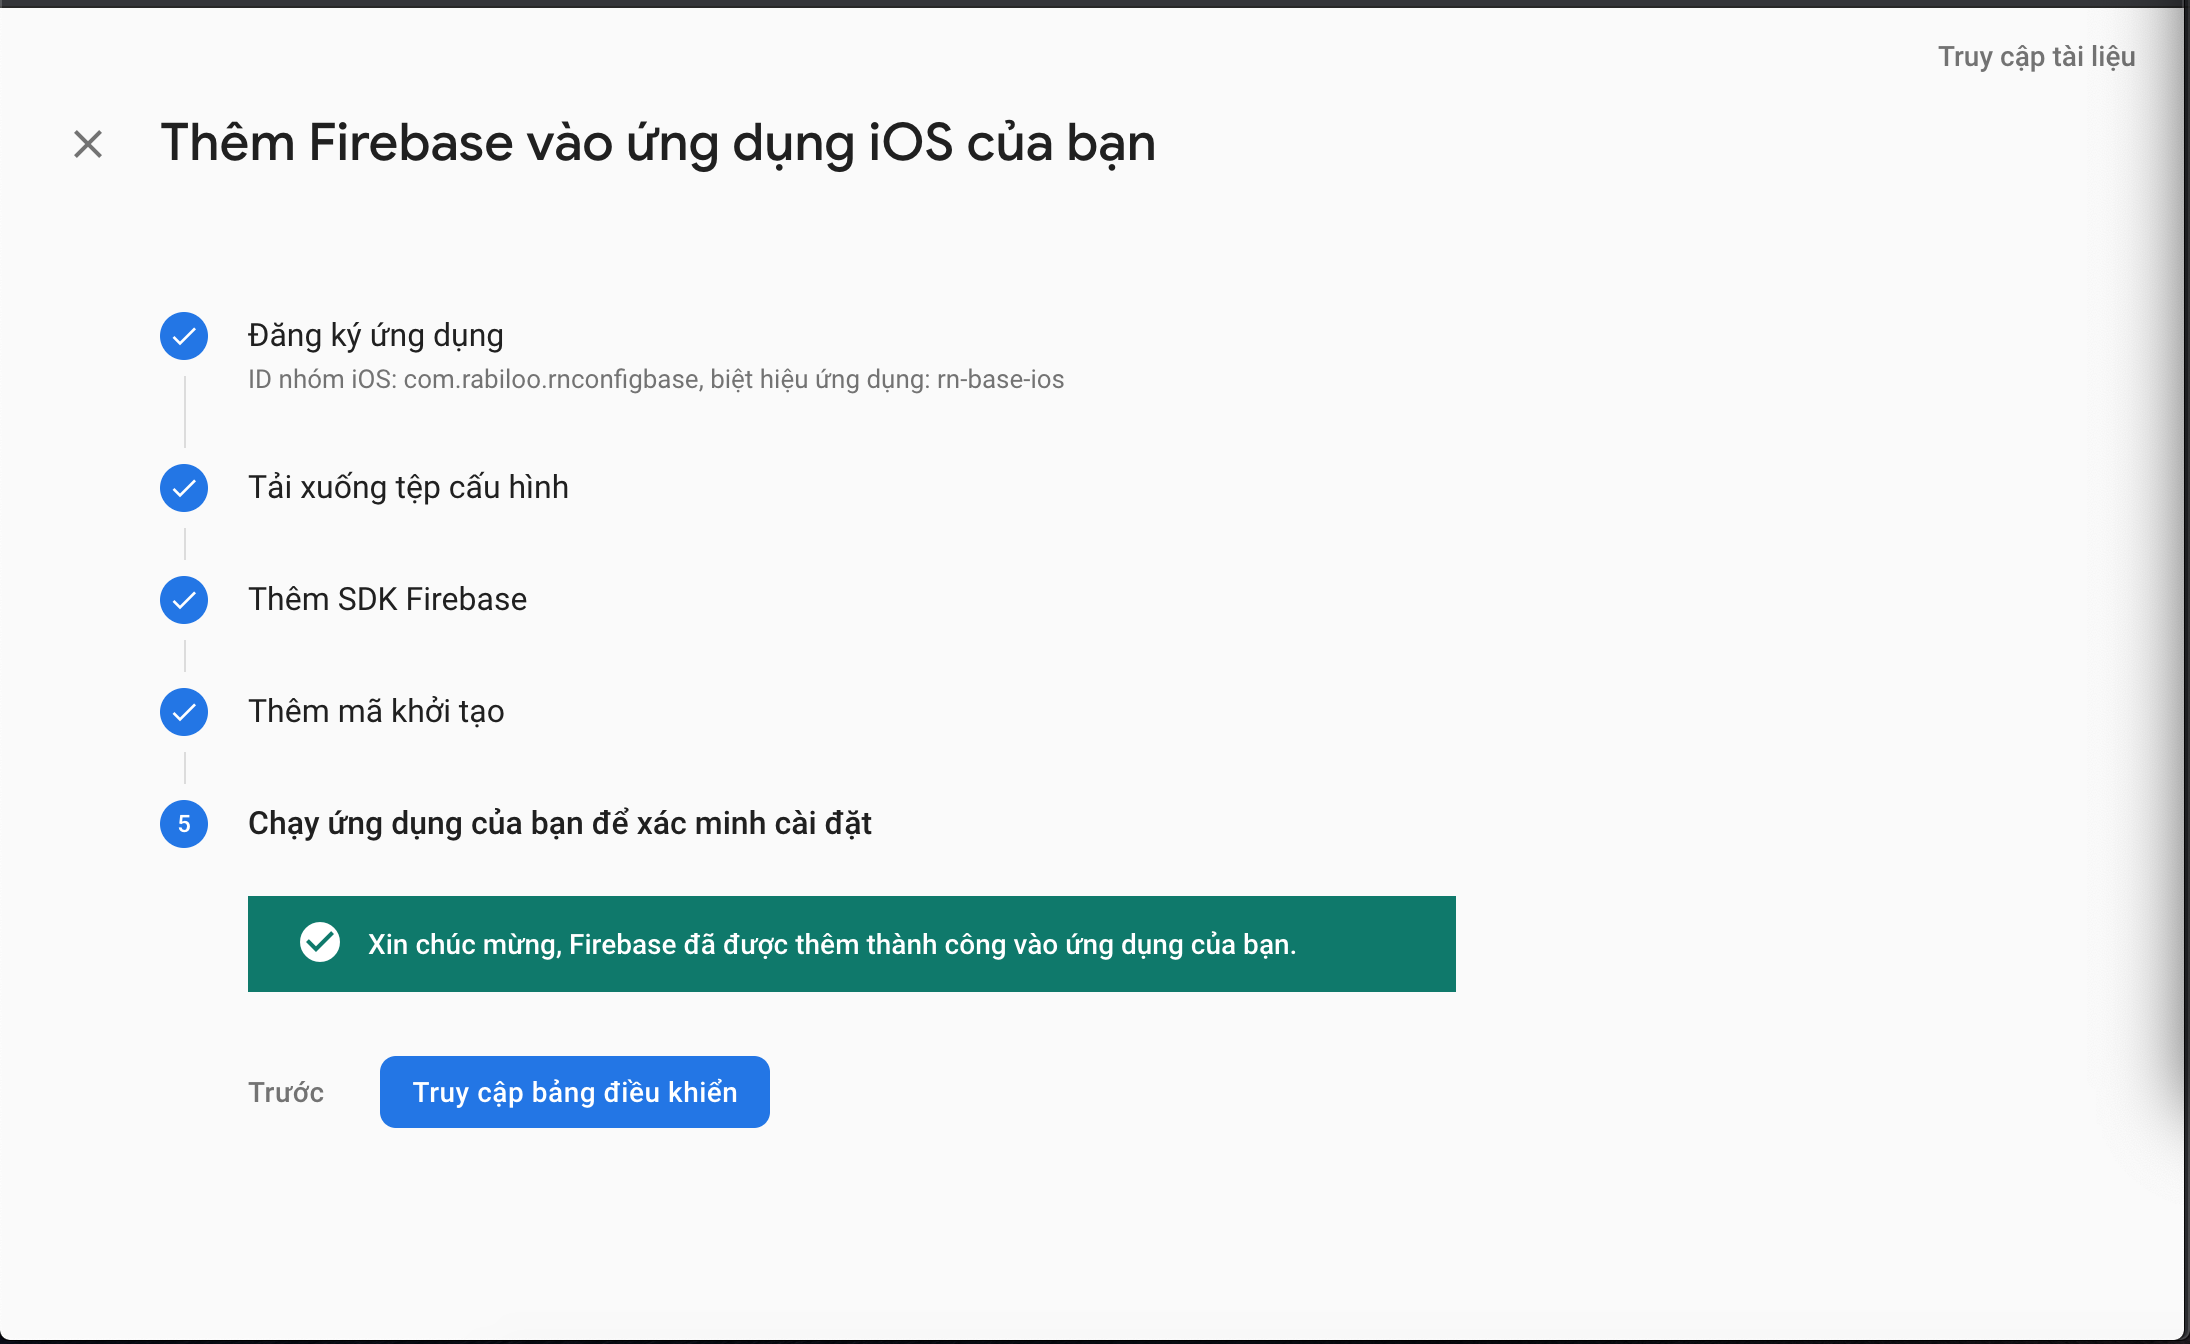 Truy cập tài liệu
Thêm Firebase vào ứng dụng iOS của bạn
Đăng ký ứng dụng
ID nhóm iOS: com.rabiloo.rnconfigbase, biệt hiệu ứng dụng: rn-base-ios
Tải xuống tệp cấu hình
Thêm SDK Firebase
Thêm mã khởi tạo
5 Chạy ứng dụng của bạn để xác minh cài đặt
Xin chúc mừng, Firebase đã được thêm thành công vào ứng dụng của bạn.
Trước Truy cập bảng điều khiển